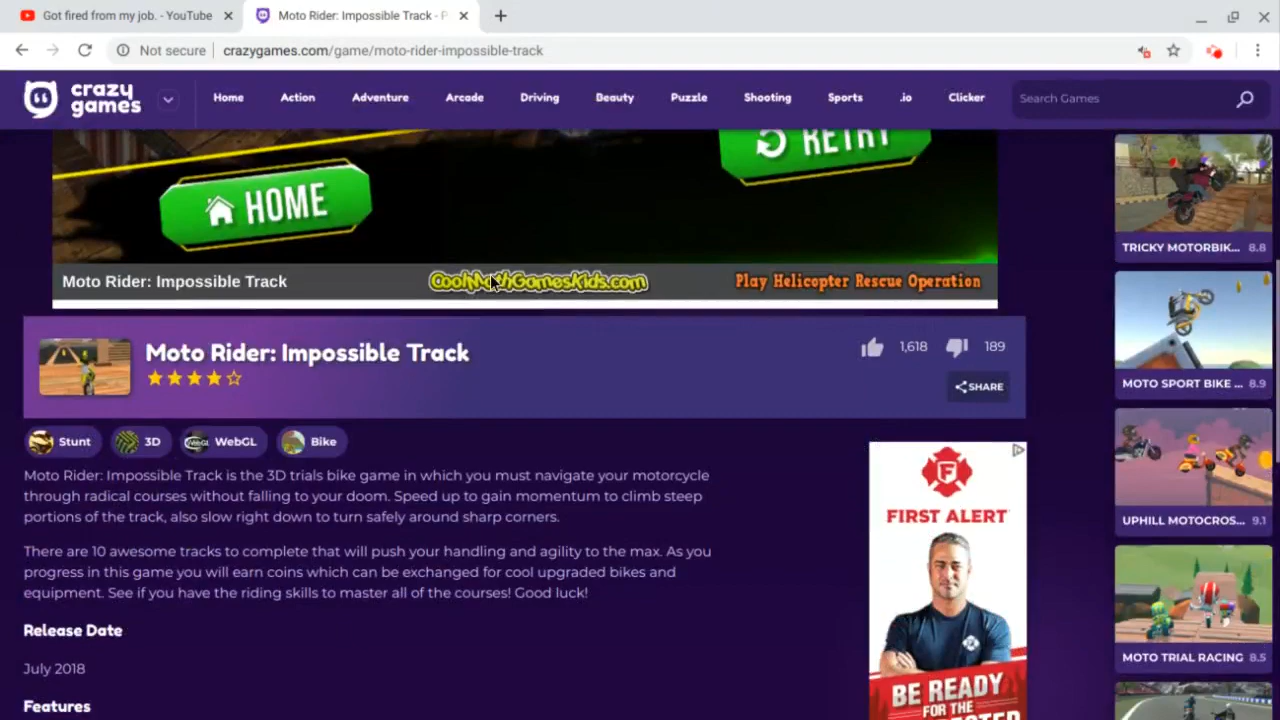 Got fired from my job. - YouTube
Moto Rider: Impossible Track - P
Not secure
crazygames.com/game/moto-rider-impossible-track
crazy games
Home
Action
Adventure
Arcade
Driving
Beauty
Puzzle
Shooting
Sports
.io
Clicker
Search Games
HOME
RETRY
Moto Rider: Impossible Track
CoolMathGamesKids.com
Play Helicopter Rescue Operation
TRICKY MOTORBIK... 8.8
MOTO SPORT BIKE ... 8.9
UPHILL MOTOCROS... 9.1
MOTO TRIAL RACING 8.5
Moto Rider: Impossible Track
1,618
189
SHARE
Stunt
3D
WebGL
Bike
Moto Rider: Impossible Track is the 3D trials bike game in which you must navigate your motorcycle
through radical courses without falling to your doom. Speed up to gain momentum to climb steep
portions of the track, also slow right down to turn safely around sharp corners.
There are 10 awesome tracks to complete that will push your handling and agility to the max. As you
progress in this game you will earn coins which can be exchanged for cool upgraded bikes and
equipment. See if you have the riding skills to master all of the courses! Good luck!
Release Date
July 2018
Features
FIRST ALERT
BE READY
FOR THE